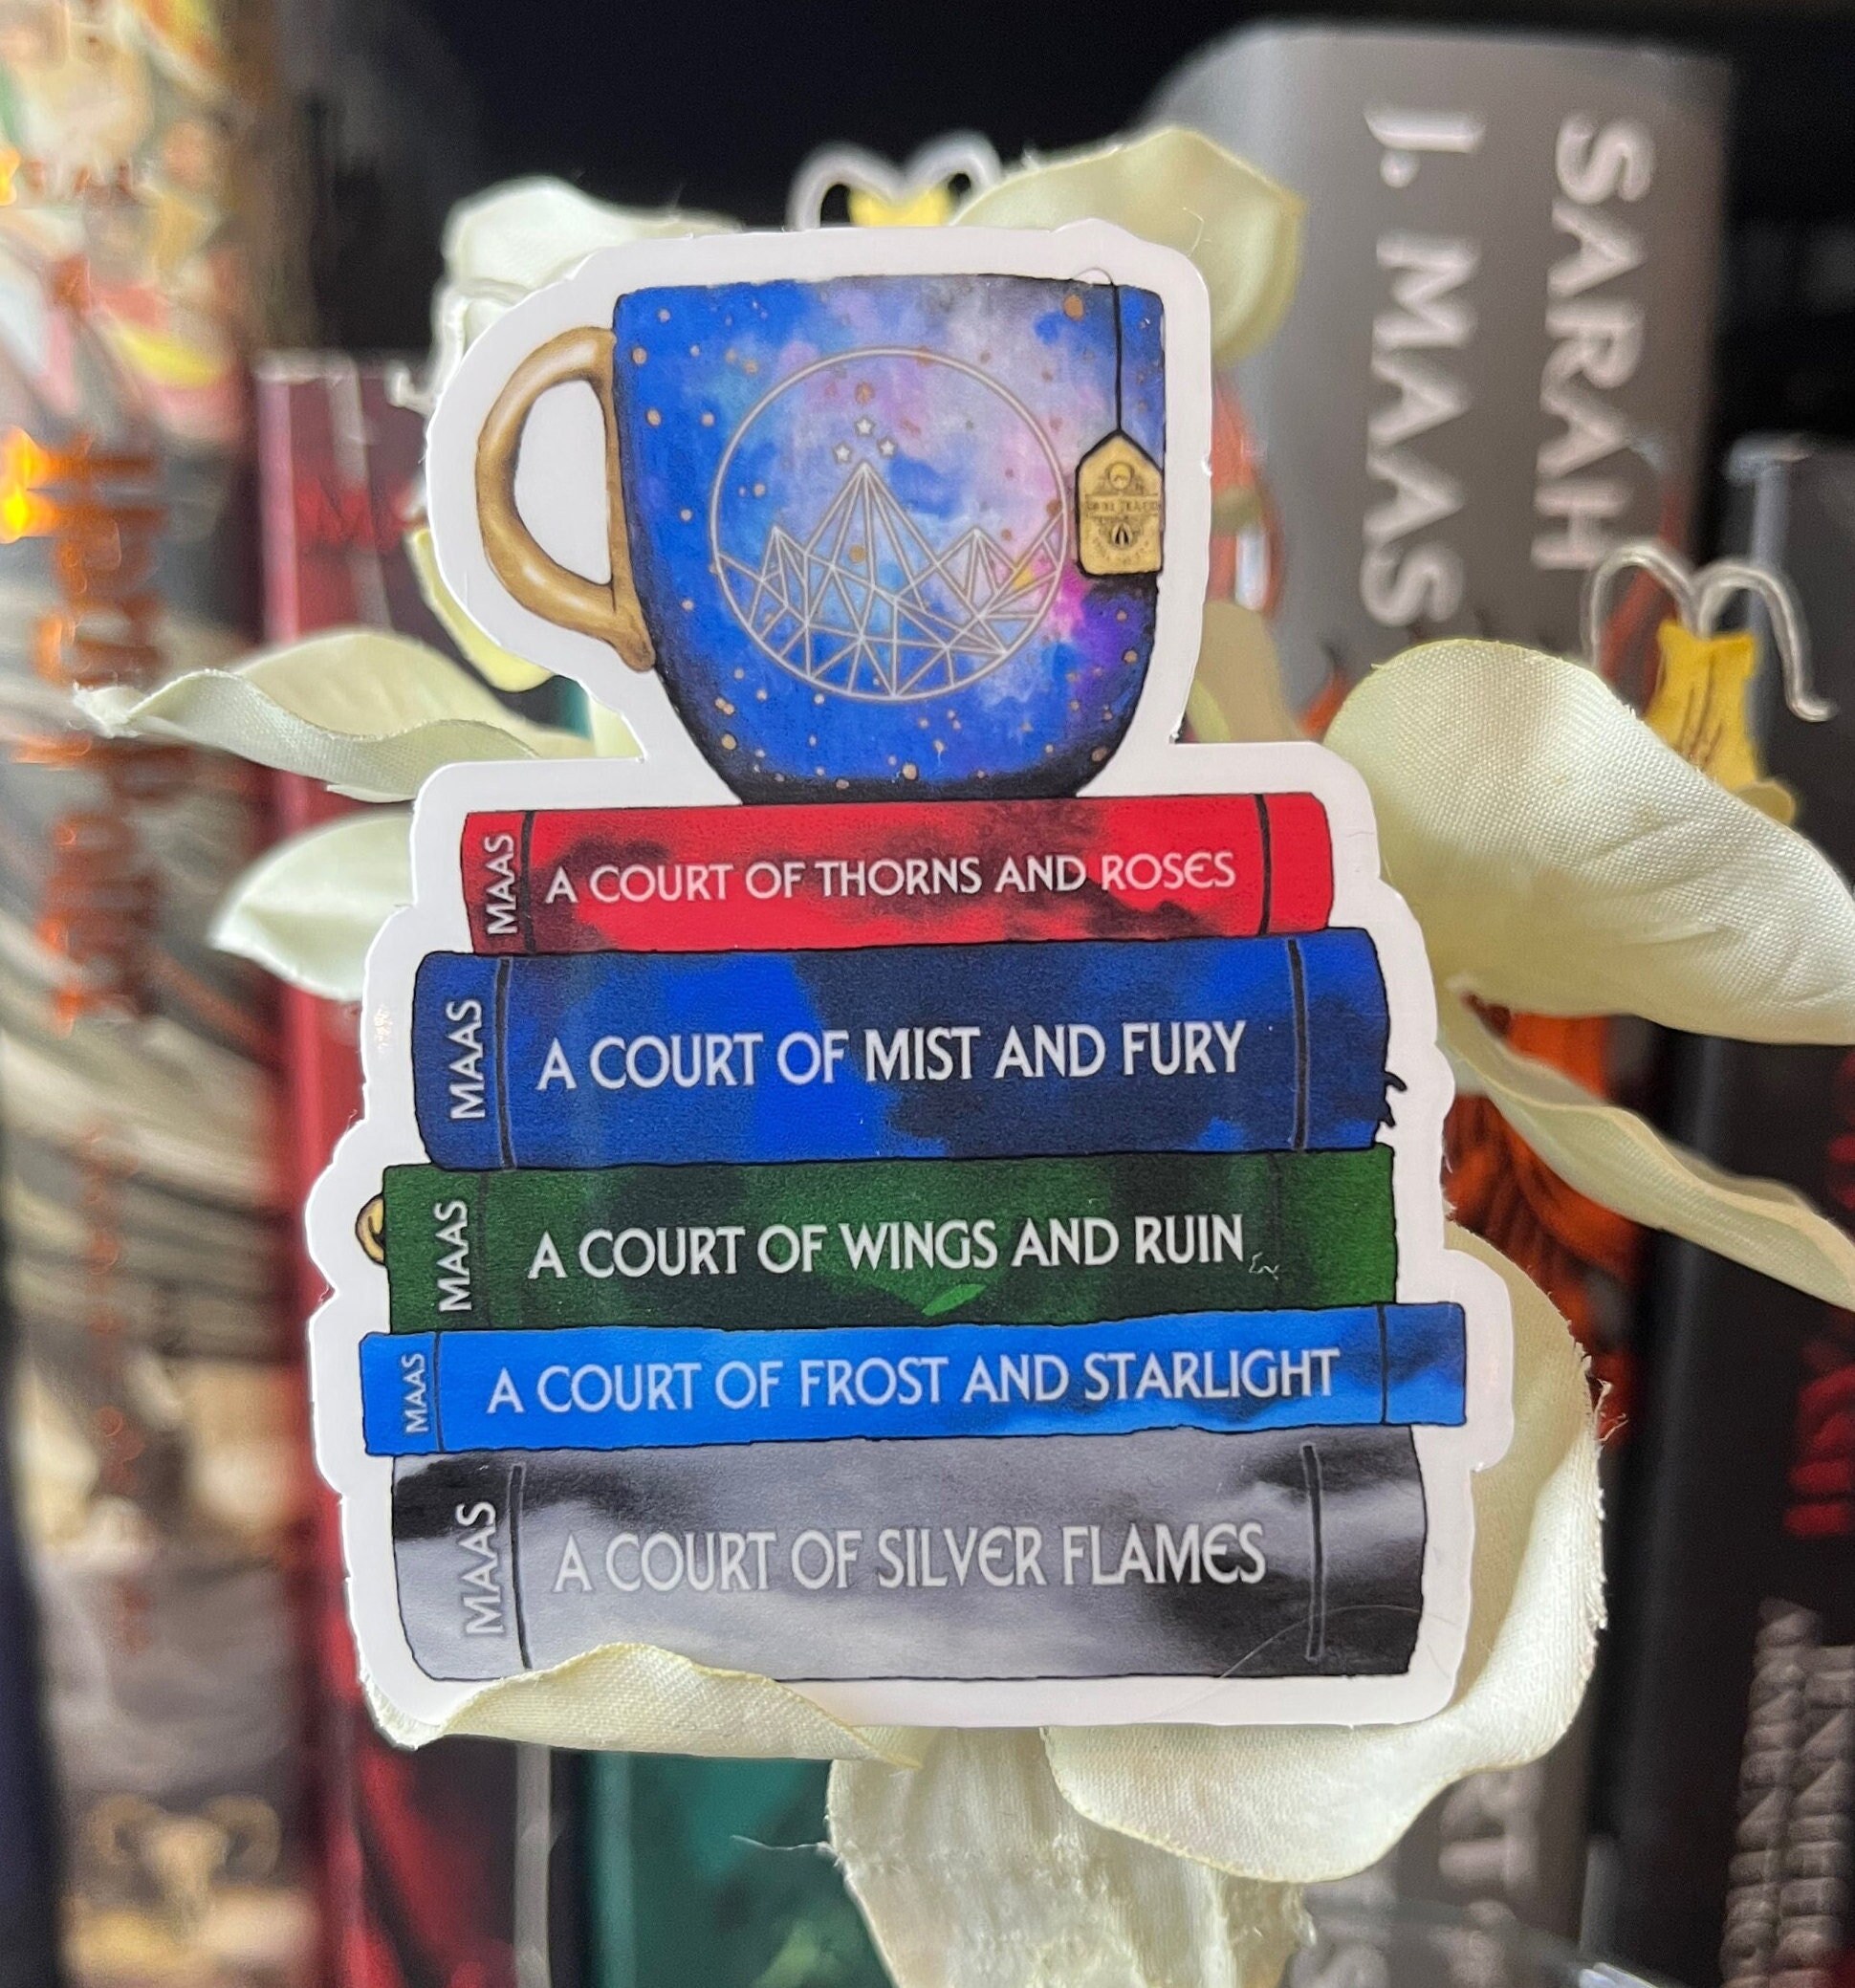 SARAH
J. MAAS
MAAS
A COURT OF THORNS AND ROSES
MAAS
A COURT OF MIST AND FURY
MAAS
A COURT OF WINGS AND RUIN
MAAS
A COURT OF FROST AND STARLIGHT
MAAS
A COURT OF SILVER FLAMES